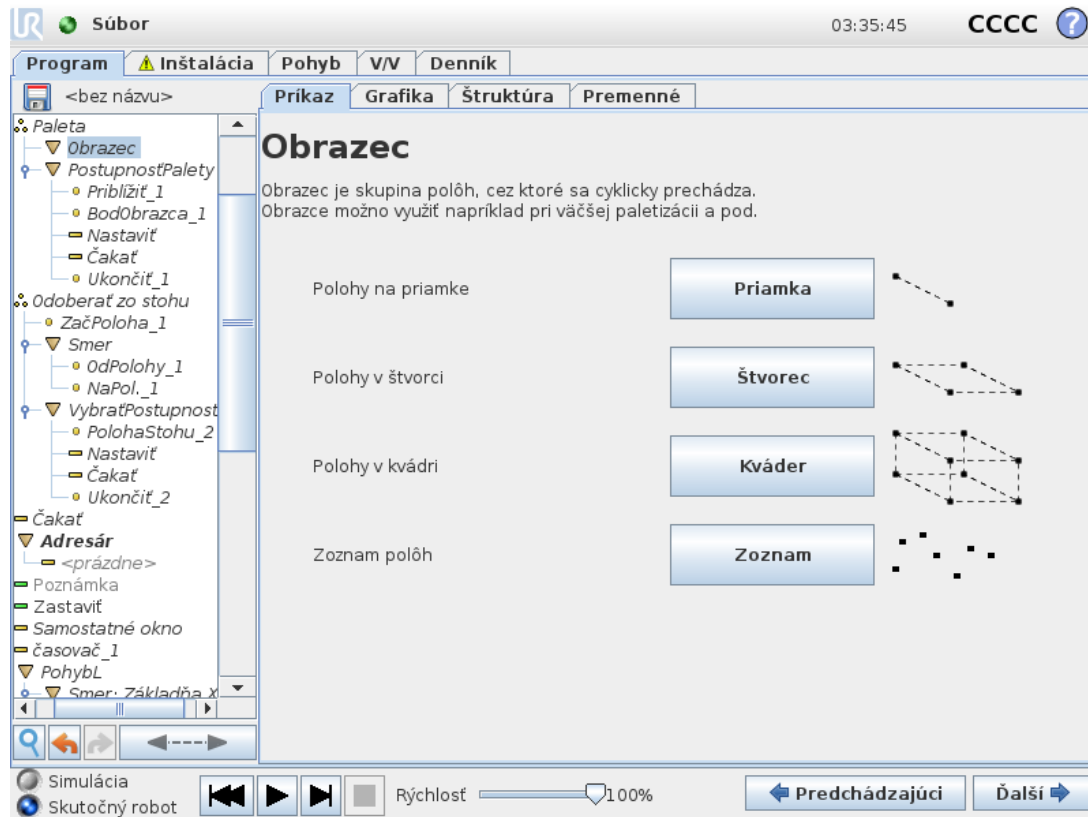 UR Súbor 03:35:45 CCCC ?
Program Inštalácia Pohyb V/V Denník
<bez názvu>
Príkaz Grafika Štruktúra Premenné
Paleta
Obrazec
PostupnosťPalety
Priblížiť_1
BodObrazca_1
Nastaviť
Čakať
Ukončiť_1
Odoberať zo stohu
ZačPoloha_1
Smer
OdPolohy_1
NaPol._1
VybraťPostupnosť
PolohaStohu_2
Nastaviť
Čakať
Ukončiť_2
Čakať
Adresár
<prázdne>
Poznámka
Zastaviť
Samostatné okno
časovač_1
PohybL
Smer: Základňa X
Obrazec
Obrazec je skupina polôh, cez ktoré sa cyklicky prechádza.
Obrazce možno využiť napríklad pri väčšej paletizácii a pod.
Polohy na priamke Priamka
Polohy v štvorci Štvorec
Polohy v kvádri Kváder
Zoznam polôh Zoznam
Simulácia
Skutočný robot
Rýchlosť 100%
Predchádzajúci Ďalší